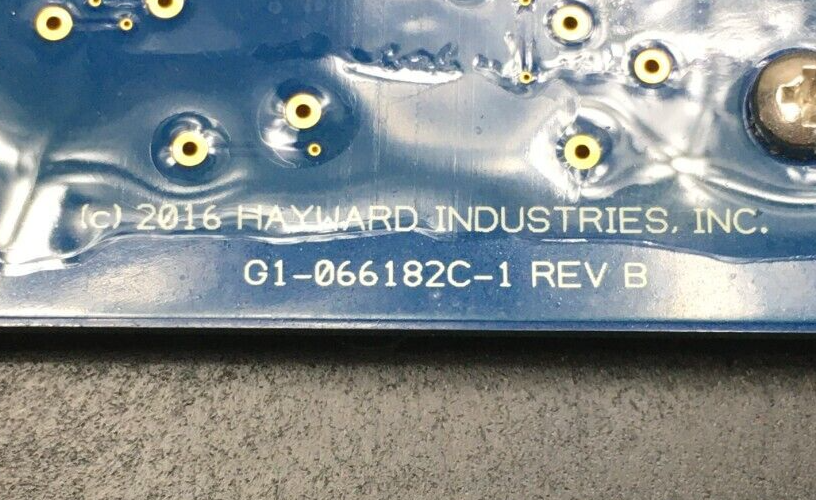 (c) 2016 HAYWARD INDUSTRIES, INC.
G1-066182C-1 REV B